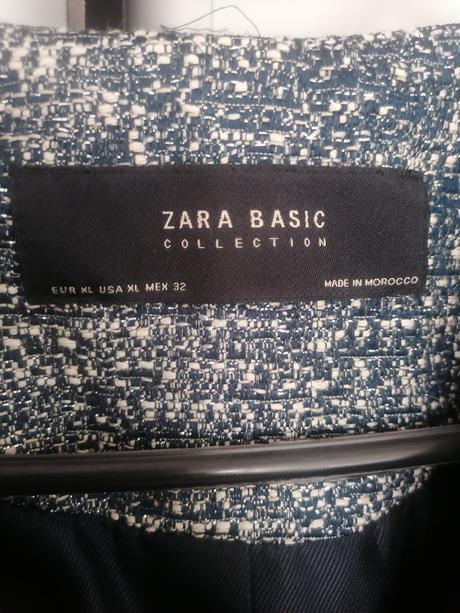 ZARA BASIC
COLLECTION
EUR XL USA XL MEX 32 MADE IN MOROCCO